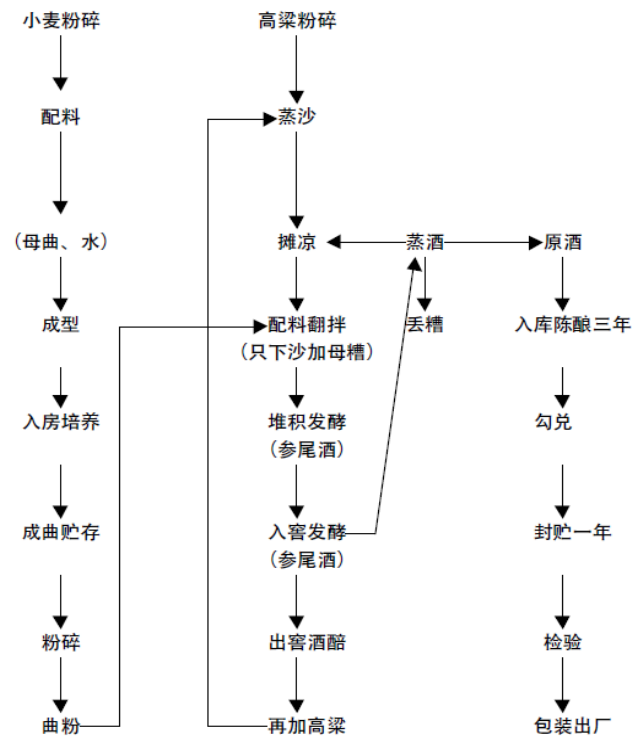 小麦粉碎
高粱粉碎
配料
蒸沙
（母曲、水）
摊凉
蒸酒
原酒
成型
配料翻拌
（只下沙加母糟）
丢糟
入库陈酿三年
入房培养
堆积发酵
（参尾酒）
勾兑
成曲贮存
入窖发酵
（参尾酒）
封贮一年
粉碎
出窖酒醅
检验
曲粉
再加高粱
包装出厂